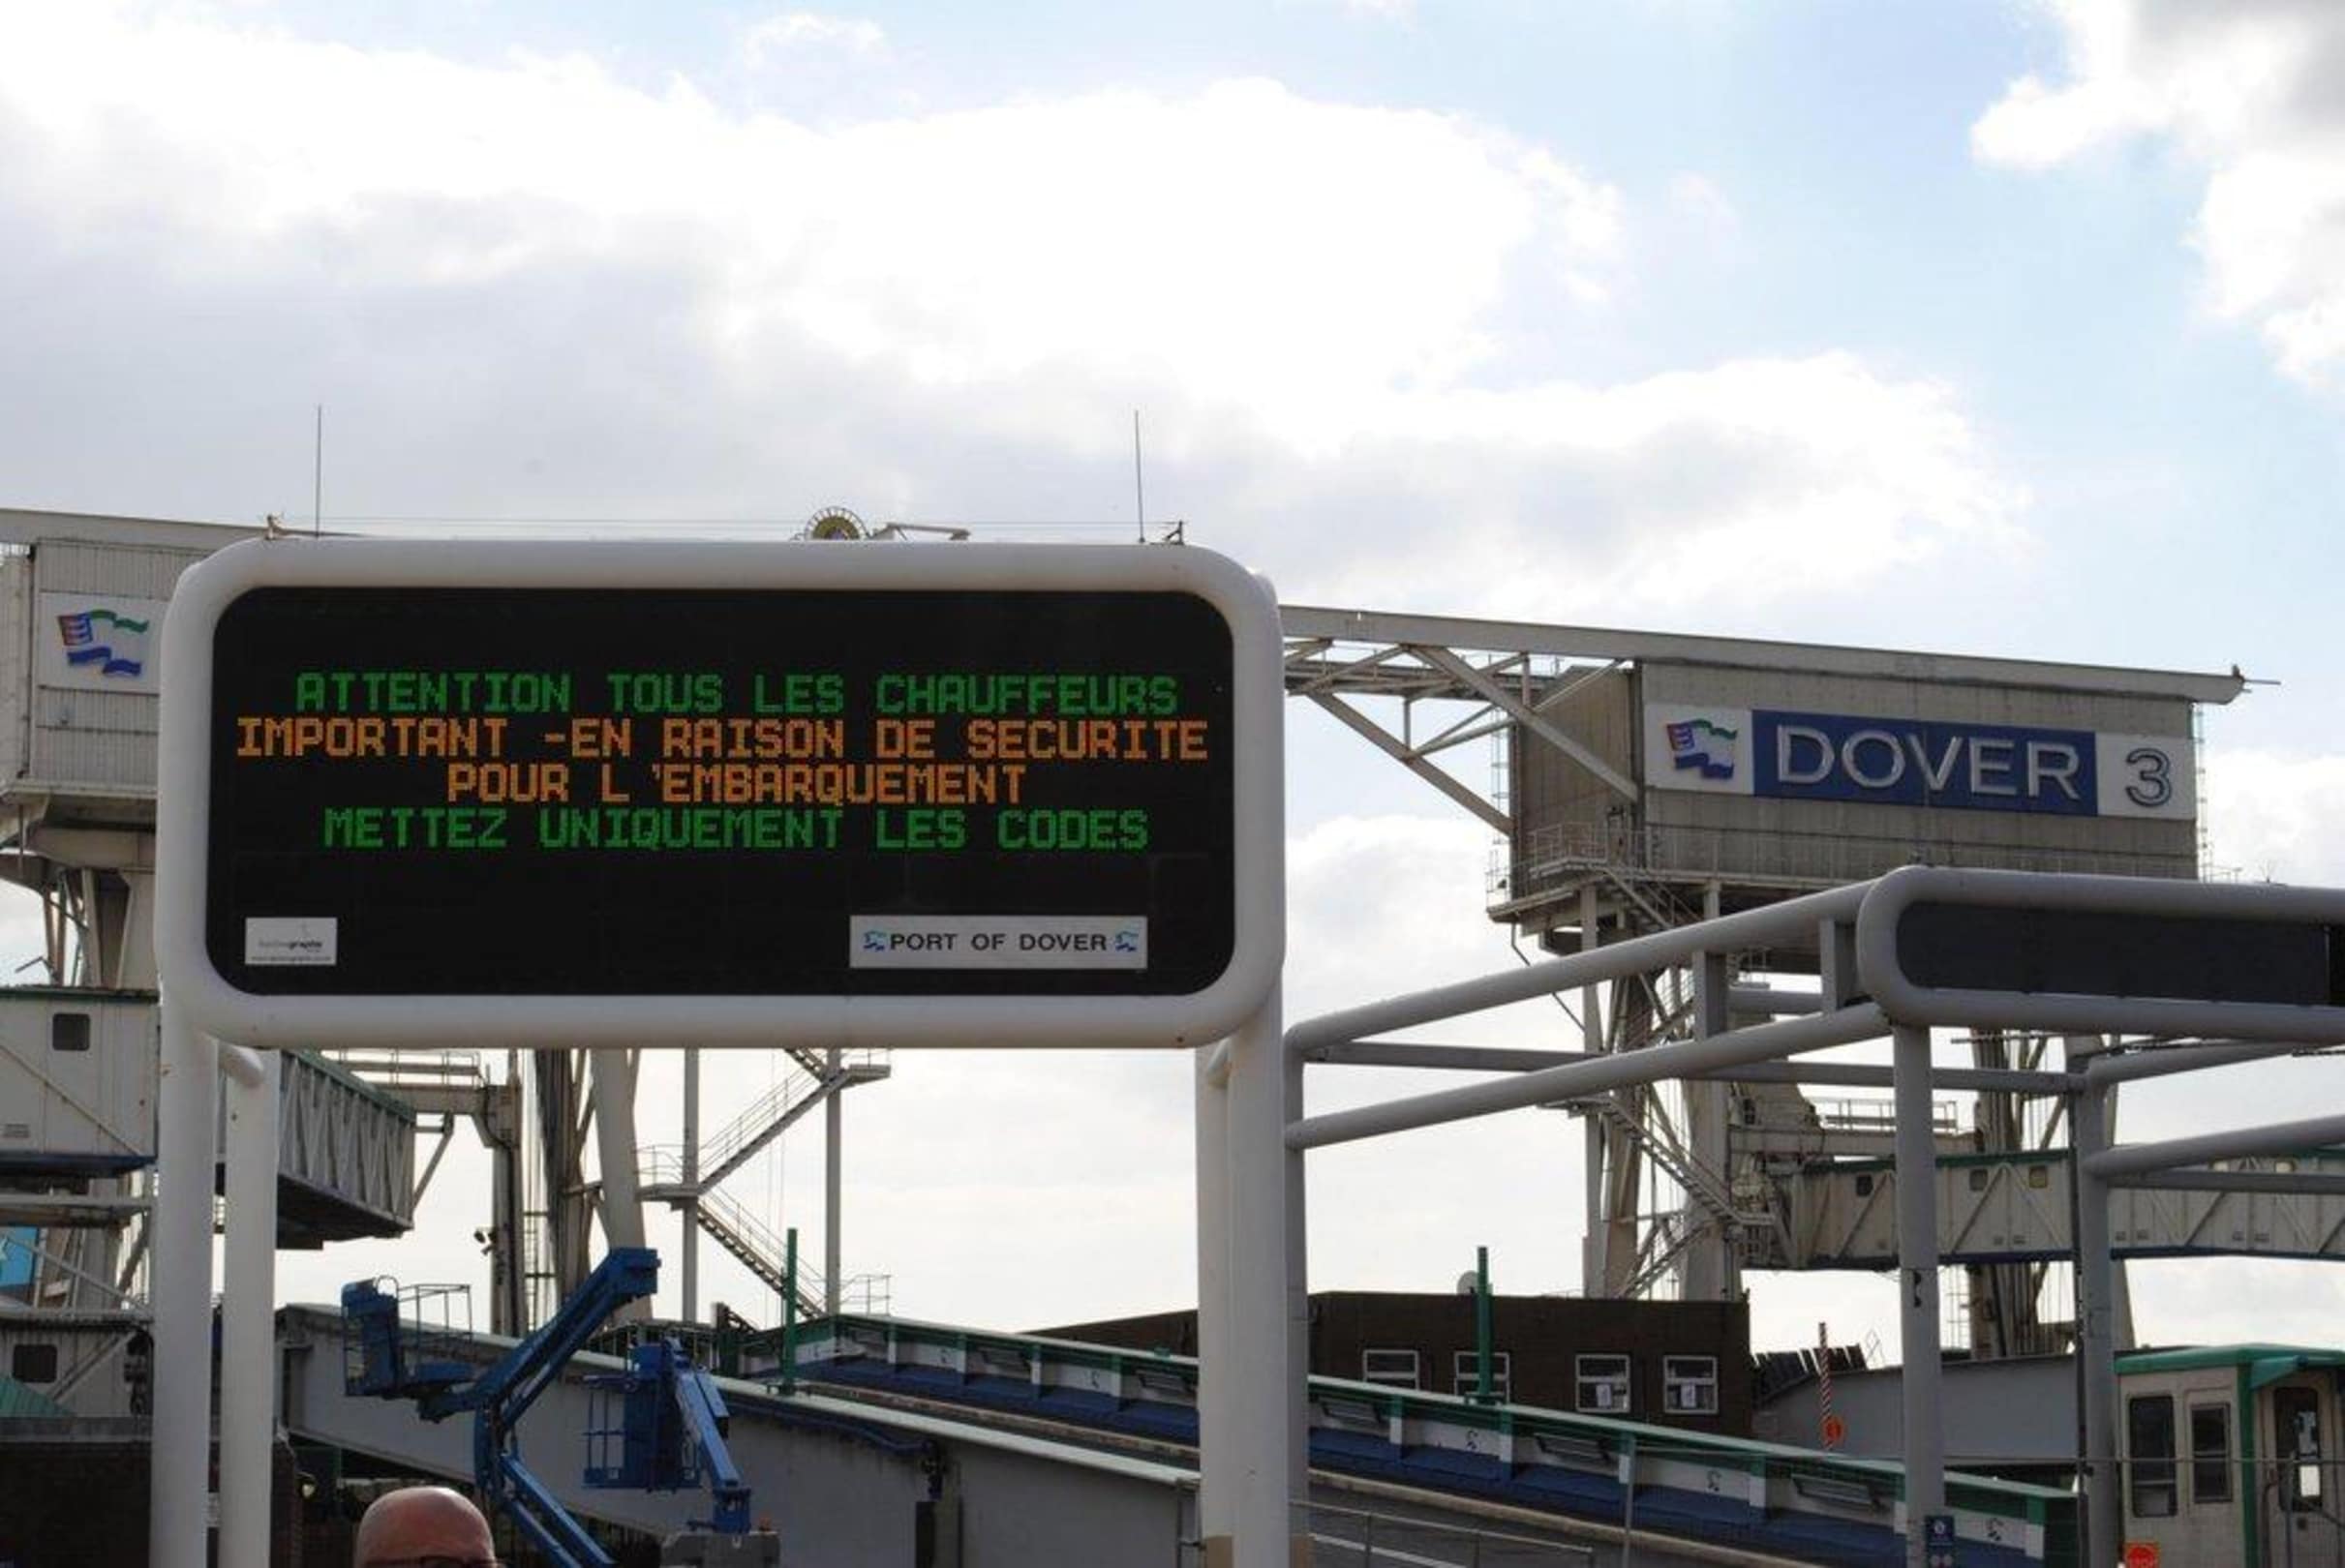 ATTENTION TOUS LES CHAUFFEURS
IMPORTANT -EN RAISON DE SECURITE
POUR L 'EMBARQUEMENT
METTEZ UNIQUEMENT LES CODES
PORT OF DOVER
DOVER 3